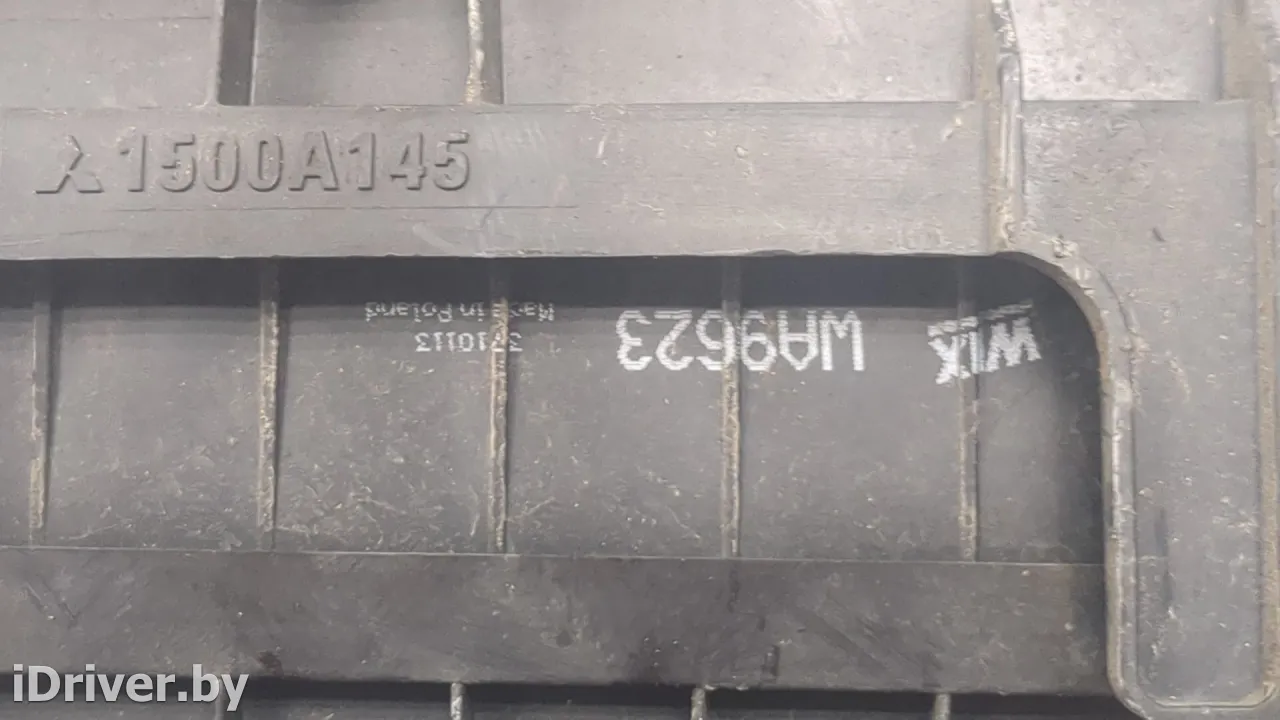 1500A145
WIX WA9623 3710113
Made in Poland
iDriver.by